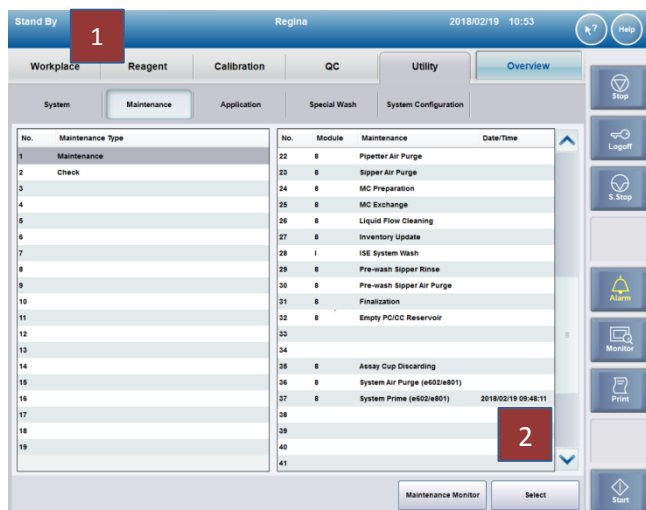 Stand By Regina 2018/02/19 10:53
1
? Help
Workplace Reagent Calibration QC Utility Overview
System Maintenance Application Special Wash System Configuration
Stop
Logoff
S.Stop
Alarm
Monitor
Print
Start
No. Maintenance Type
1 Maintenance
2 Check
3
4
5
6
7
8
9
10
11
12
13
14
15
16
17
18
19
No. Module Maintenance Date/Time
22 8 Pipetter Air Purge
23 8 Sipper Air Purge
24 8 MC Preparation
25 8 MC Exchange
26 8 Liquid Flow Cleaning
27 8 Inventory Update
28 I ISE System Wash
29 8 Pre-wash Sipper Rinse
30 8 Pre-wash Sipper Air Purge
31 8 Finalization
32 8 Empty PC/CC Reservoir
33
34
35 8 Assay Cup Discarding
36 8 System Air Purge (e602/e801)
37 8 System Prime (e602/e801) 2018/02/19 09:48:11
38
39
40
41
2
Maintenance Monitor Select